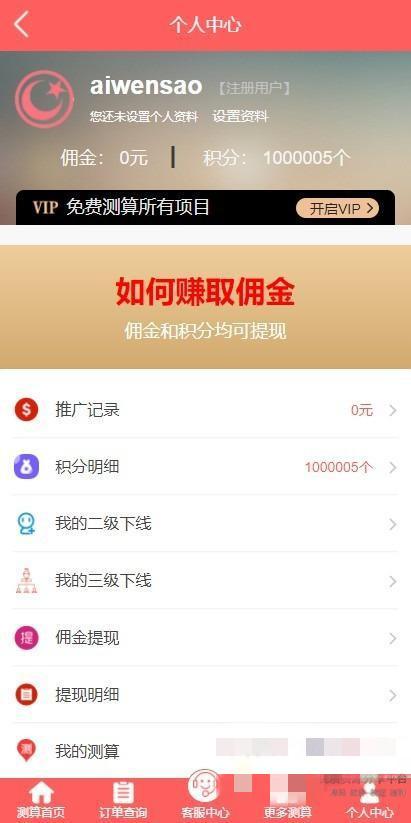 个人中心
aiwensao 【注册用户】
您还未设置个人资料 设置资料
佣金： 0元 | 积分： 1000005个
VIP 免费测算所有项目 开启VIP
如何赚取佣金
佣金和积分均可提现
推广记录 0元
积分明细 1000005个
我的二级下线
我的三级下线
提 佣金提现
提现明细
测 我的测算
测算首页 订单查询 客服中心 更多测算 个人中心